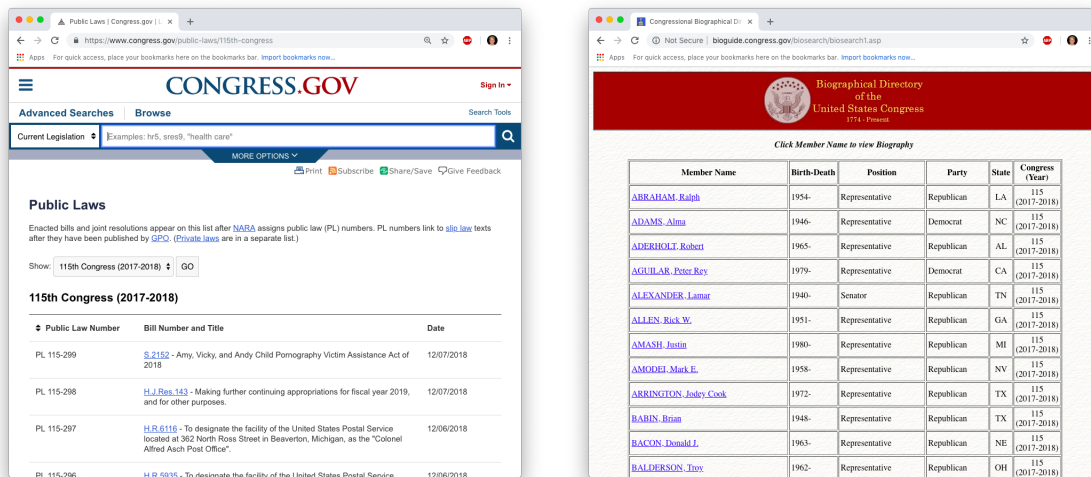 Public Laws | Congress.gov | Li
https://www.congress.gov/public-laws/115th-congress
Apps For quick access, place your bookmarks here on the bookmarks bar. Import bookmarks now...
CONGRESS.GOV
Sign In
Advanced Searches Browse Search Tools
Current Legislation Examples: hr5, sres9, "health care"
MORE OPTIONS
Print Subscribe Share/Save Give Feedback
Public Laws
Enacted bills and joint resolutions appear on this list after NARA assigns public law (PL) numbers. PL numbers link to slip law texts
after they have been published by GPO. (Private laws are in a separate list.)
Show: 115th Congress (2017-2018) GO
115th Congress (2017-2018)
Public Law Number Bill Number and Title Date
PL 115-299 S.2152 - Amy, Vicky, and Andy Child Pornography Victim Assistance Act of 12/07/2018
2018
PL 115-298 H.J.Res.143 - Making further continuing appropriations for fiscal year 2019, 12/07/2018
and for other purposes.
PL 115-297 H.R.6116 - To designate the facility of the United States Postal Service 12/06/2018
located at 362 North Ross Street in Beaverton, Michigan, as the "Colonel
Alfred Asch Post Office".
PL 115-296 H.R.5935 - To designate the facility of the United States Postal Service 12/06/2018
Congressional Biographical Dir
Not Secure | bioguide.congress.gov/biosearch/biosearch1.asp
Apps For quick access, place your bookmarks here on the bookmarks bar. Import bookmarks now...
Biographical Directory
of the
United States Congress
1774 - Present
Click Member Name to view Biography
Member Name Birth-Death Position Party State Congress
(Year)
ABRAHAM, Ralph 1954- Representative Republican LA 115
(2017-2018)
ADAMS, Alma 1946- Representative Democrat NC 115
(2017-2018)
ADERHOLT, Robert 1965- Representative Republican AL 115
(2017-2018)
AGUILAR, Peter Rey 1979- Representative Democrat CA 115
(2017-2018)
ALEXANDER, Lamar 1940- Senator Republican TN 115
(2017-2018)
ALLEN, Rick W. 1951- Representative Republican GA 115
(2017-2018)
AMASH, Justin 1980- Representative Republican MI 115
(2017-2018)
AMODEI, Mark E. 1958- Representative Republican NV 115
(2017-2018)
ARRINGTON, Jodey Cook 1972- Representative Republican TX 115
(2017-2018)
BABIN, Brian 1948- Representative Republican TX 115
(2017-2018)
BACON, Donald J. 1963- Representative Republican NE 115
(2017-2018)
BALDERSON, Troy 1962- Representative Republican OH 115
(2017-2018)